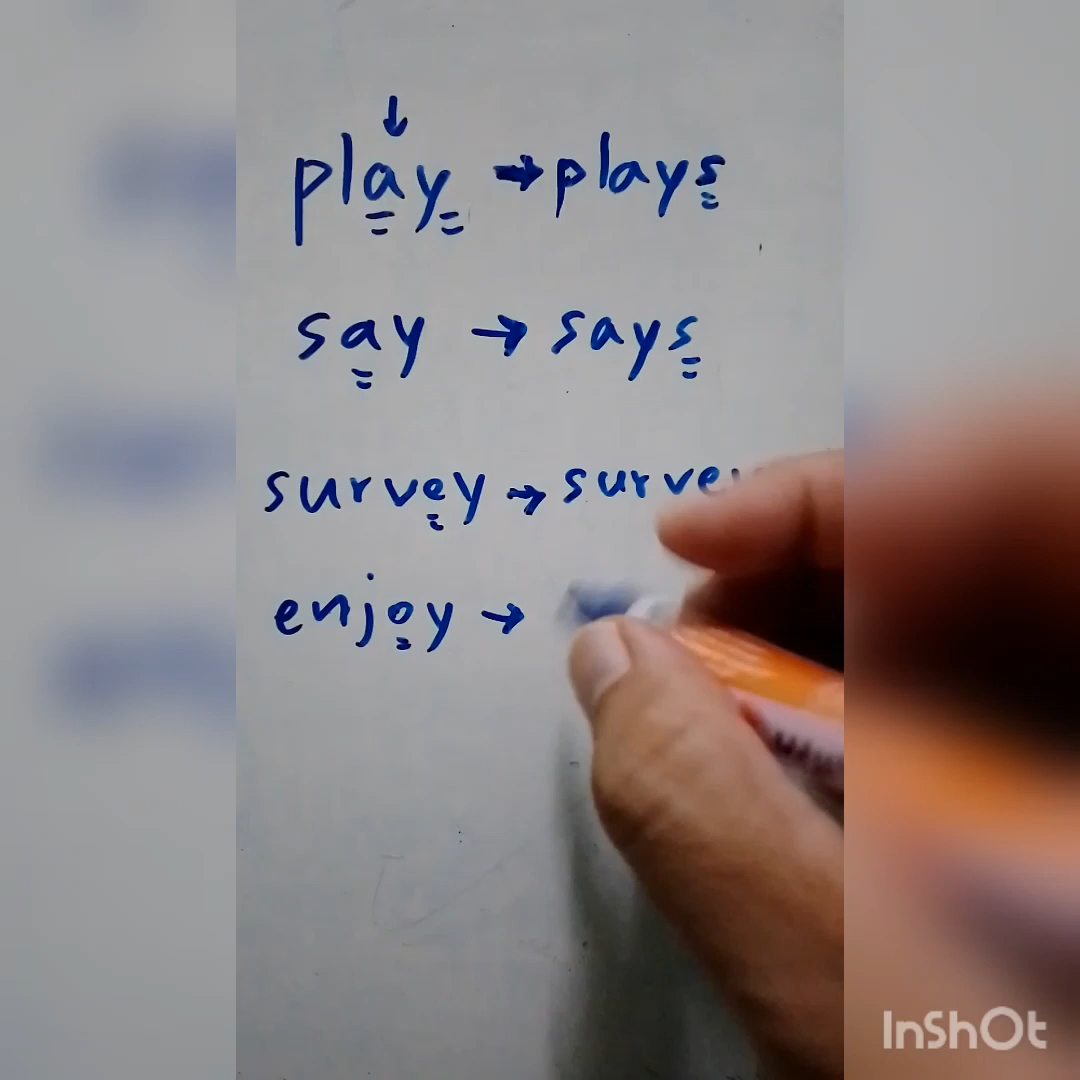 play → plays
say → says
survey → surve
enjoy →
InShOt